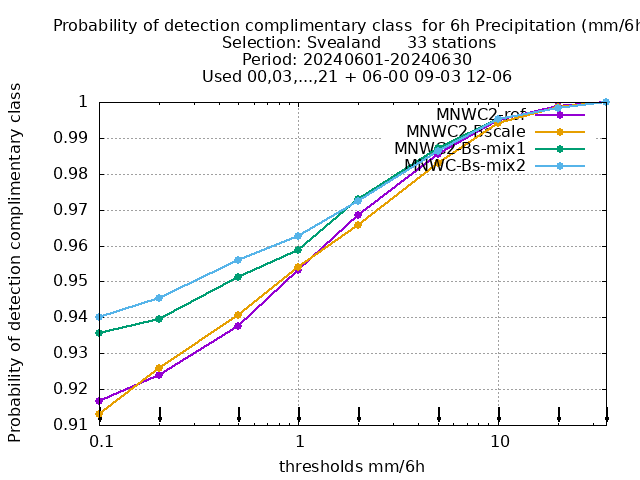 Probability of detection complimentary class  for 6h Precipitation (mm/6h
Selection: Svealand     33 stations
Period: 20240601-20240630
Used 00,03,...,21 + 06-00 09-03 12-06
Probability of detection complimentary class
1
0.99
0.98
0.97
0.96
0.95
0.94
0.93
0.92
0.91
MNWC2-ref
MNWC2-Bscale
MNWC2-Bs-mix1
MNWC-Bs-mix2
0.1 1 10
thresholds mm/6h